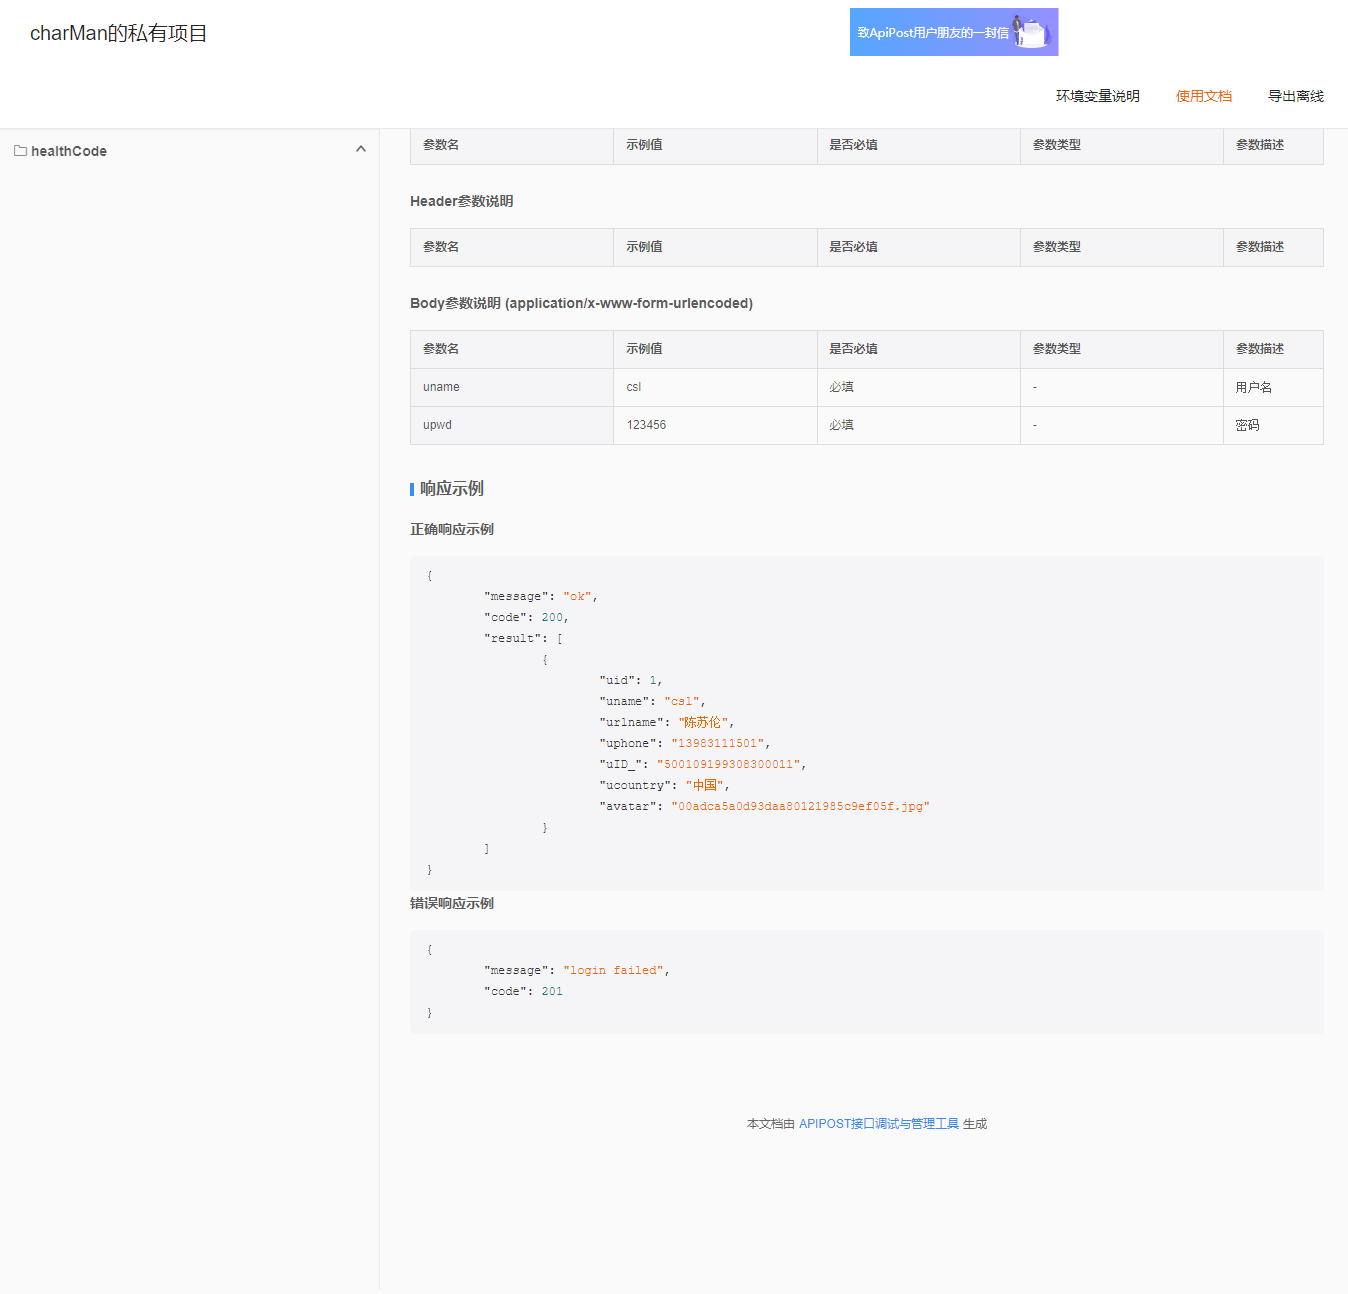 charMan的私有项目
致ApiPost用户朋友的一封信
环境变量说明 使用文档 导出离线
healthCode
参数名 示例值 是否必填 参数类型 参数描述
Header参数说明
参数名 示例值 是否必填 参数类型 参数描述
Body参数说明 (application/x-www-form-urlencoded)
参数名 示例值 是否必填 参数类型 参数描述
uname csl 必填 - 用户名
upwd 123456 必填 - 密码
响应示例
正确响应示例
{
"message": "ok",
"code": 200,
"result": [
{
"uid": 1,
"uname": "csl",
"urlname": "陈苏伦",
"uphone": "13983111501",
"uID_": "500109199308300011",
"ucountry": "中国",
"avatar": "00adca5a0d93daa80121985c9ef05f.jpg"
}
]
}
错误响应示例
{
"message": "login failed",
"code": 201
}
本文档由 APIPOST接口调试与管理工具 生成